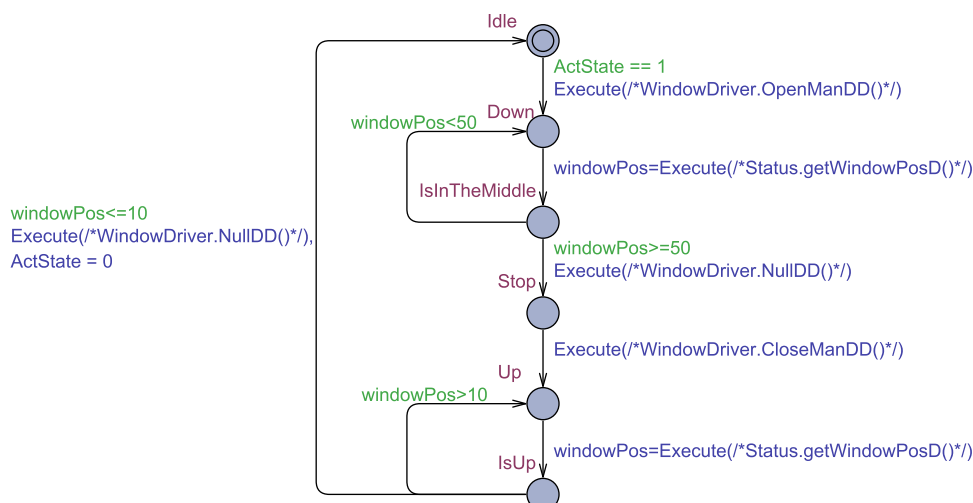 Idle
ActState == 1
Execute(/*WindowDriver.OpenManDD()*/)
Down
windowPos<50
windowPos=Execute(/*Status.getWindowPosD()*/)
IsInTheMiddle
windowPos<=10
Execute(/*WindowDriver.NullDD()*/),
ActState = 0
windowPos>=50
Execute(/*WindowDriver.NullDD()*/)
Stop
Execute(/*WindowDriver.CloseManDD()*/)
Up
windowPos>10
windowPos=Execute(/*Status.getWindowPosD()*/)
IsUp